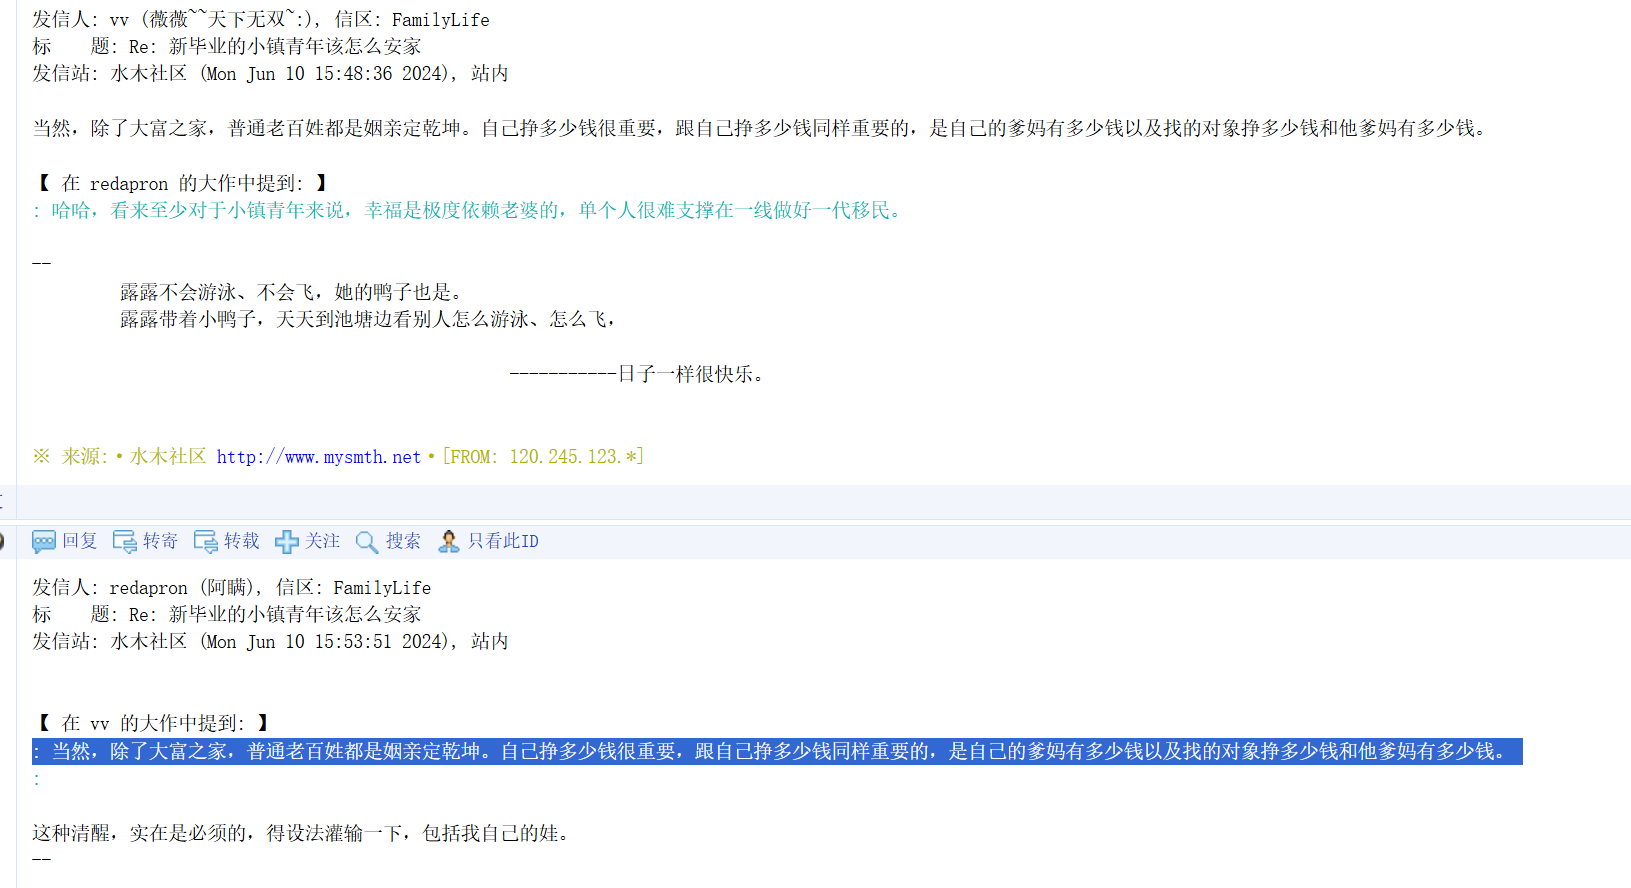 发信人: vv (薇薇~~天下无双~:), 信区: FamilyLife
标    题: Re: 新毕业的小镇青年该怎么安家
发信站: 水木社区 (Mon Jun 10 15:48:36 2024), 站内
当然，除了大富之家，普通老百姓都是姻亲定乾坤。自己挣多少钱很重要，跟自己挣多少钱同样重要的，是自己的爹妈有多少钱以及找的对象挣多少钱和他爹妈有多少钱。
【 在 redapron 的大作中提到: 】
: 哈哈，看来至少对于小镇青年来说，幸福是极度依赖老婆的，单个人很难支撑在一线做好一代移民。
--
露露不会游泳、不会飞，她的鸭子也是。
露露带着小鸭子，天天到池塘边看别人怎么游泳、怎么飞，
-----------日子一样很快乐。
※ 来源:·水木社区 http://www.mysmth.net·[FROM: 120.245.123.*]
回复 转寄 转载 关注 搜索 只看此ID
发信人: redapron (阿瞒), 信区: FamilyLife
标    题: Re: 新毕业的小镇青年该怎么安家
发信站: 水木社区 (Mon Jun 10 15:53:51 2024), 站内
【 在 vv 的大作中提到: 】
: 当然，除了大富之家，普通老百姓都是姻亲定乾坤。自己挣多少钱很重要，跟自己挣多少钱同样重要的，是自己的爹妈有多少钱以及找的对象挣多少钱和他爹妈有多少钱。
:
这种清醒，实在是必须的，得设法灌输一下，包括我自己的娃。
--